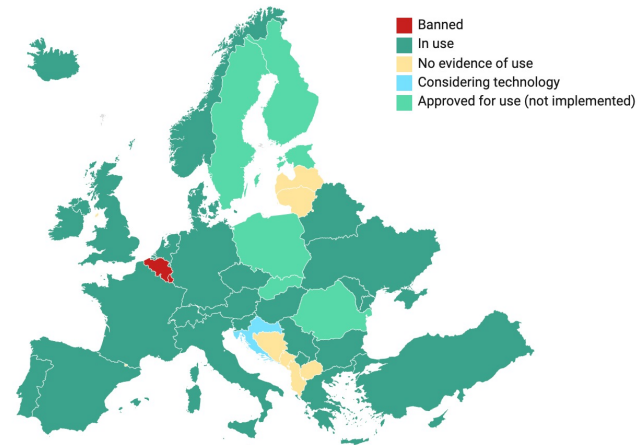 Banned
In use
No evidence of use
Considering technology
Approved for use (not implemented)